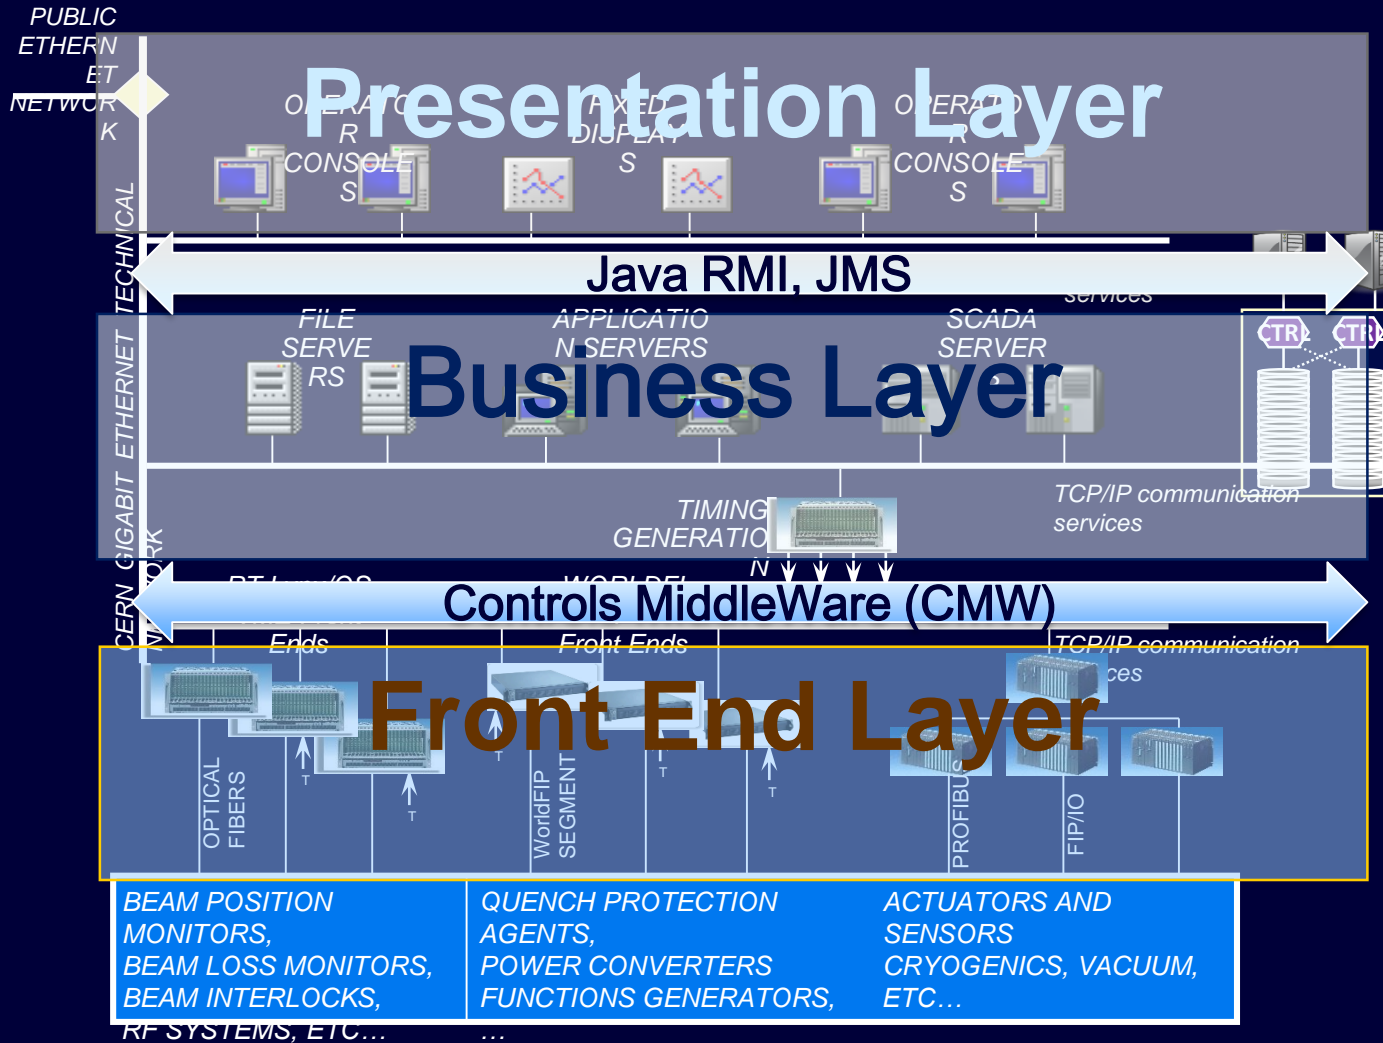 PUBLIC
ETHERN
ET
NETWOR
K
Presentation Layer
OPERATO
R
CONSOLE
S
FIXED
DISPLAY
S
OPERATO
R
CONSOLE
S
Java RMI, JMS
services
FILE
SERVE
RS
APPLICATIO
N SERVERS
SCADA
SERVER
CTRL
CTRL
Business Layer
TIMING
GENERATIO
N
TCP/IP communication
services
CERN GIGABIT ETHERNET TECHNICAL
Controls MiddleWare (CMW)
Ends
Front Ends
TCP/IP communication
Front End Layer
T
T
T
T
T
OPTICAL
FIBERS
WorldFIP
SEGMENT
PROFIBUS
FIP/IO
BEAM POSITION
MONITORS,
BEAM LOSS MONITORS,
BEAM INTERLOCKS,
RF SYSTEMS, ETC…
QUENCH PROTECTION
AGENTS,
POWER CONVERTERS
FUNCTIONS GENERATORS,
…
ACTUATORS AND
SENSORS
CRYOGENICS, VACUUM,
ETC…